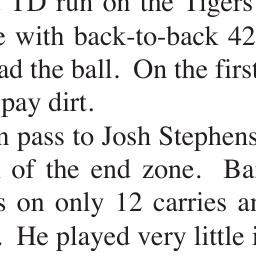 TD run on the Tigers
with back-to-back 42
the ball. On the first
pay dirt.
pass to Josh Stephens
of the end zone. Ba
s on only 12 carries a
. He played very little i